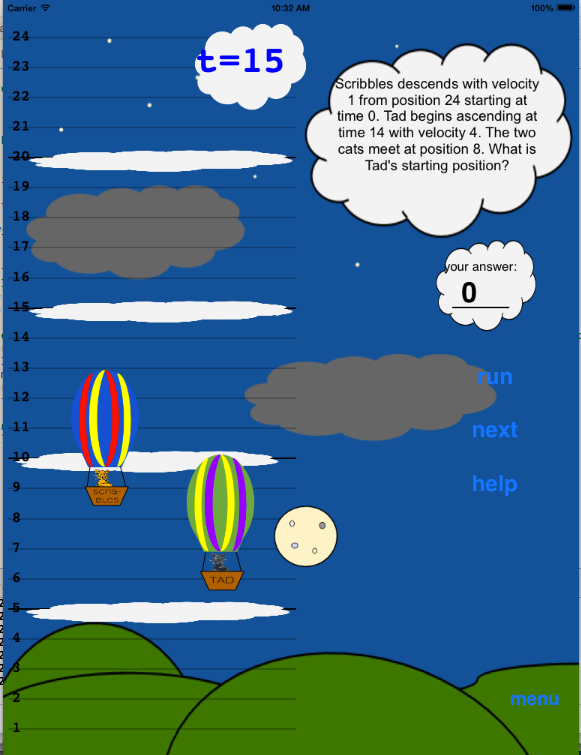 Carrier 10:32 AM 100%
24
t=15
23
22
21
20
19
18
17
16
15
14
13
12
11
10
9
8
7
6
5
4
3
2
1
Scribbles descends with velocity
1 from position 24 starting at
time 0. Tad begins ascending at
time 14 with velocity 4. The two
cats meet at position 8. What is
Tad's starting position?
your answer:
0
run
next
help
SCRIB-
BLES
TAD
menu